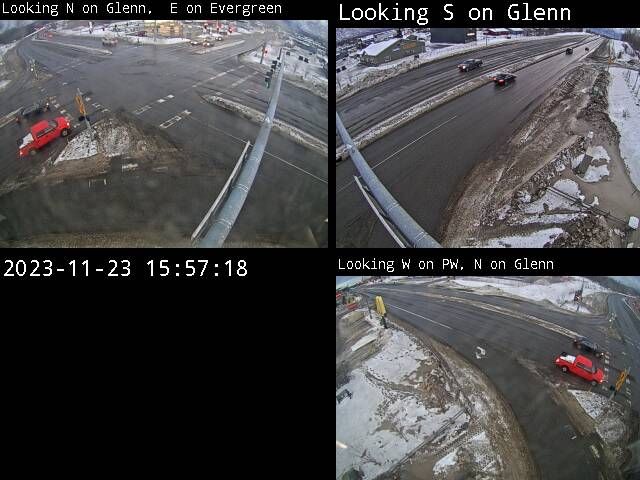 Looking N on Glenn,  E on Evergreen
Looking S on Glenn
2023-11-23 15:57:18
Looking W on PW, N on Glenn